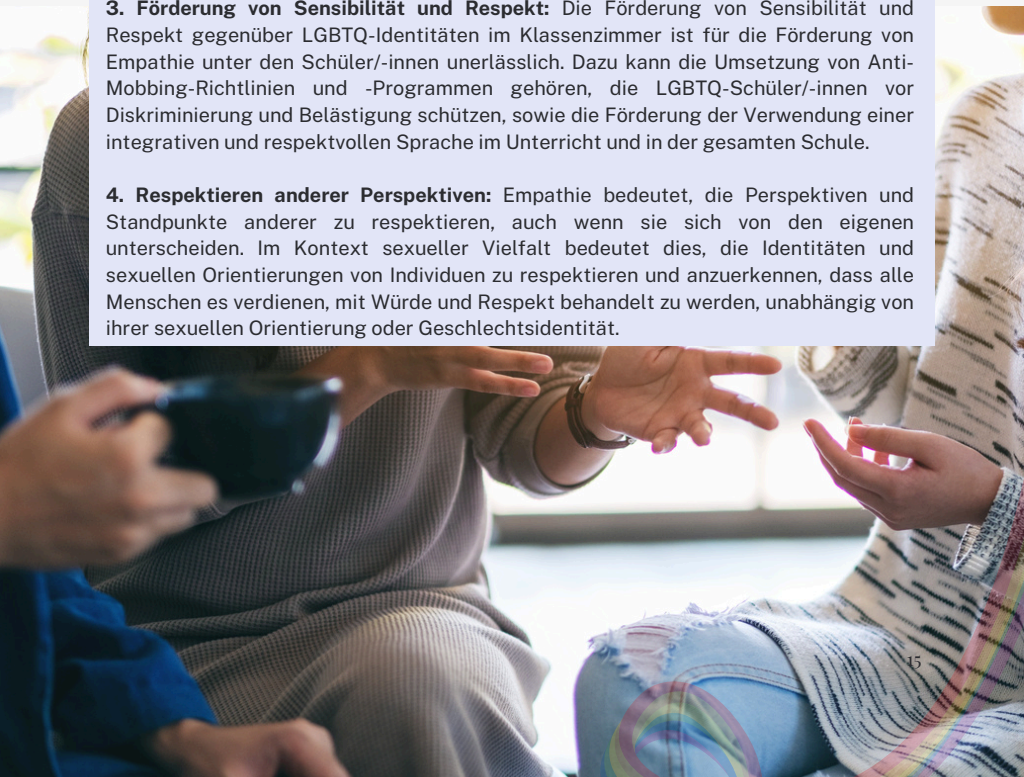 3. Förderung von Sensibilität und Respekt: Die Förderung von Sensibilität und
Respekt gegenüber LGBTQ-Identitäten im Klassenzimmer ist für die Förderung von
Empathie unter den Schüler/-innen unerlässlich. Dazu kann die Umsetzung von Anti-
Mobbing-Richtlinien und -Programmen gehören, die LGBTQ-Schüler/-innen vor
Diskriminierung und Belästigung schützen, sowie die Förderung der Verwendung einer
integrativen und respektvollen Sprache im Unterricht und in der gesamten Schule.
4. Respektieren anderer Perspektiven: Empathie bedeutet, die Perspektiven und
Standpunkte anderer zu respektieren, auch wenn sie sich von den eigenen
unterscheiden. Im Kontext sexueller Vielfalt bedeutet dies, die Identitäten und
sexuellen Orientierungen von Individuen zu respektieren und anzuerkennen, dass alle
Menschen es verdienen, mit Würde und Respekt behandelt zu werden, unabhängig von
ihrer sexuellen Orientierung oder Geschlechtsidentität.
15